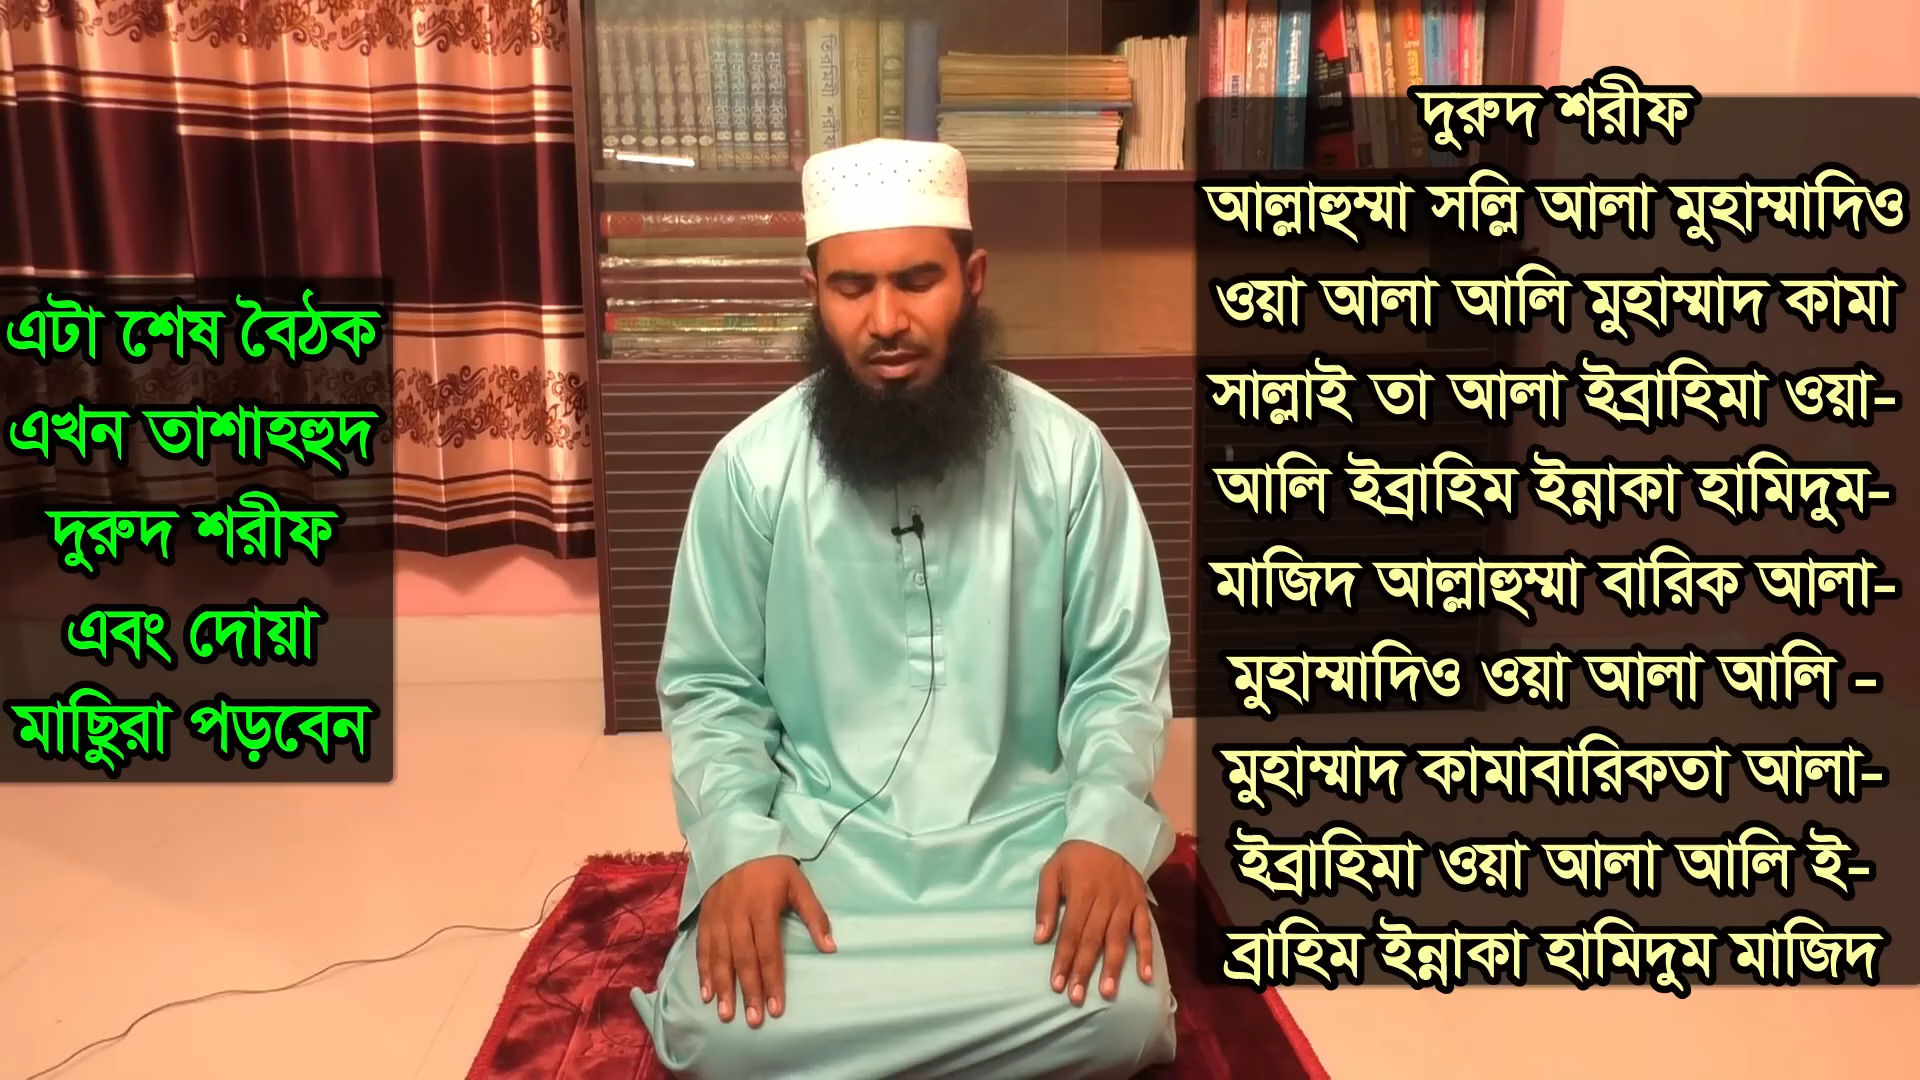 এটা শেষ বৈঠক
এখন তাশাহহুদ
দুরুদ শরীফ
এবং দোয়া
মাছুিরা পড়বেন
দুরুদ শরীফ
আল্লাহুম্মা সল্লি আলা মুহাম্মাদিও
ওয়া আলা আলি মুহাম্মাদ কামা
সাল্লাই তা আলা ইব্রাহিমা ওয়া-
আলি ইব্রাহিম ইন্নাকা হামিদুম-
মাজিদ আল্লাহুম্মা বারিক আলা-
মুহাম্মাদিও ওয়া আলা আলি -
মুহাম্মাদ কামাবারিকতা আলা-
ইব্রাহিমা ওয়া আলা আলি ই-
ব্রাহিম ইন্নাকা হামিদুম মাজিদ